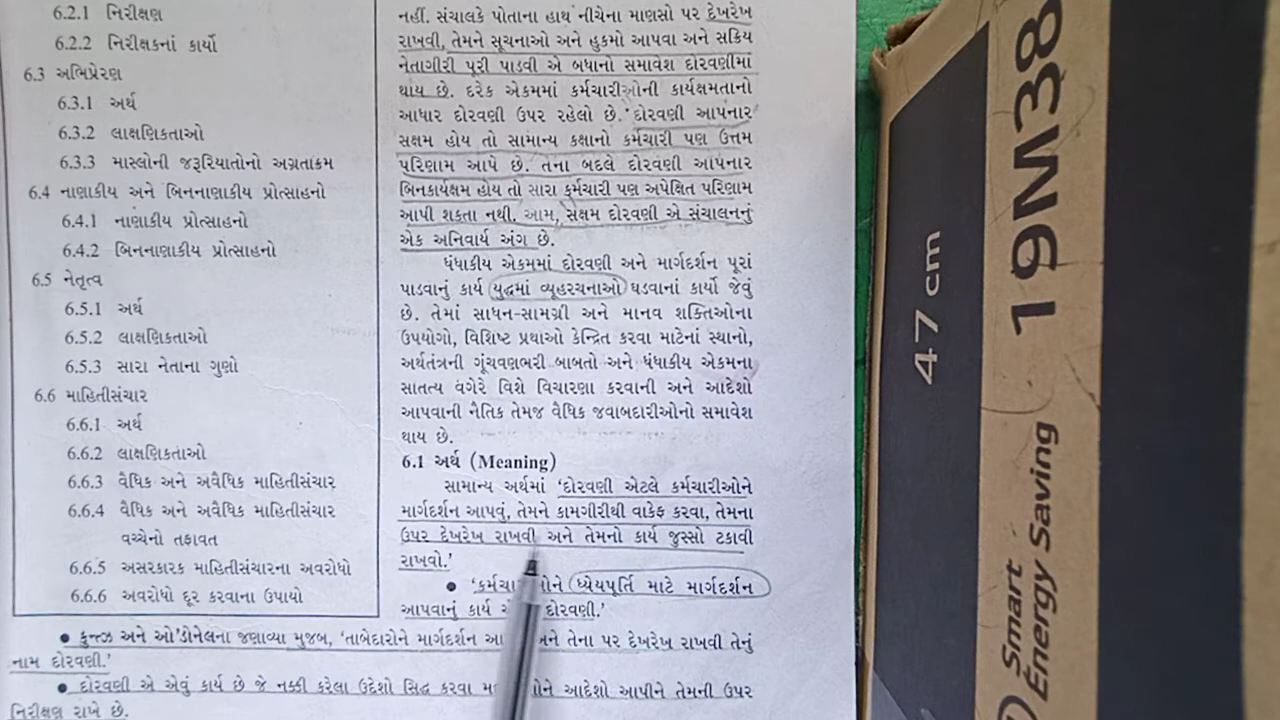 6.2.1 નિરીક્ષણ
6.2.2 નિરીક્ષકનાં કાર્યો
6.3 અભિપ્રેરણ
6.3.1 અર્થ
6.3.2 લાક્ષણિકતાઓ
6.3.3 માસ્લોની જરૂરિયાતોનો અગ્રતાક્રમ
6.4 નાણાકીય અને બિનનાણાકીય પ્રોત્સાહનો
6.4.1 નાણાકીય પ્રોત્સાહનો
6.4.2 બિનનાણાકીય પ્રોત્સાહનો
6.5 નેતૃત્વ
6.5.1 અર્થ
6.5.2 લાક્ષણિકતાઓ
6.5.3 સારા નેતાના ગુણો
6.6 માહિતીસંચાર
6.6.1 અર્થ
6.6.2 લાક્ષણિકતાઓ
6.6.3 વૈધિક અને અવૈધિક માહિતીસંચાર
6.6.4 વૈધિક અને અવૈધિક માહિતીસંચાર
વચ્ચેનો તફાવત
6.6.5 અસરકારક માહિતીસંચારના અવરોધો
6.6.6 અવરોધો દૂર કરવાના ઉપાયો
નહીં. સંચાલકે પોતાના હાથ નીચેના માણસો પર દેખરેખ
રાખવી, તેમને સૂચનાઓ અને હુકમો આપવા અને સક્રિય
નેતાગીરી પૂરી પાડવી એ બધાનો સમાવેશ દોરવણીમાં
થાય છે. દરેક એકમમાં કર્મચારીઓની કાર્યક્ષમતાનો
આધાર દોરવણી ઉપર રહેલો છે. દોરવણી આપનાર
સક્ષમ હોય તો સામાન્ય કક્ષાનો કર્મચારી પણ ઉત્તમ
પરિણામ આપે છે. તેના બદલે દોરવણી આપનાર
બિનકાર્યક્ષમ હોય તો સારા કર્મચારી પણ અપેક્ષિત પરિણામ
આપી શકતા નથી. આમ, સક્ષમ દોરવણી એ સંચાલનનું
એક અનિવાર્ય અંગ છે.
ધંધાકીય એકમમાં દોરવણી અને માર્ગદર્શન પૂરાં
પાડવાનું કાર્ય યુદ્ધમાં વ્યૂહરચનાઓ ઘડવાનાં કાર્યો જેવું
છે. તેમાં સાધન-સામગ્રી અને માનવ શક્તિઓના
ઉપયોગો, વિશિષ્ટ પ્રથાઓ કેન્દ્રિત કરવા માટેનાં સ્થાનો,
અર્થતંત્રની ગૂંચવણભરી બાબતો અને ધંધાકીય એકમના
સાતત્ય વગેરે વિશે વિચારણા કરવાની અને આદેશો
આપવાની નૈતિક તેમજ વૈધિક જવાબદારીઓનો સમાવેશ
થાય છે.
6.1 અર્થ (Meaning)
સામાન્ય અર્થમાં ‘દોરવણી એટલે કર્મચારીઓને
માર્ગદર્શન આપવું, તેમને કામગીરીથી વાકેફ કરવા, તેમના
ઉપર દેખરેખ રાખવી અને તેમનો કાર્ય જુસ્સો ટકાવી
રાખવો.’
● ધ્યેયપૂર્તિ માટે માર્ગદર્શન
આપવાનું કાર્ય દોરવણી.’
● કુન્ત્ઝ અને ઓ'ડોનેલના જણાવ્યા મુજબ, ‘તાબેદારોને માર્ગદર્શન અને તેના પર દેખરેખ રાખવી તેનું
નામ દોરવણી.’
● દોરવણી એ એવું કાર્ય છે જે નક્કી કરેલા ઉદેશો સિદ્ધ કરવા આદેશો આપીને તેમની ઉપર
નિરીક્ષણ રાખે છે.
47 cm
19M38
Smart
Energy Saving